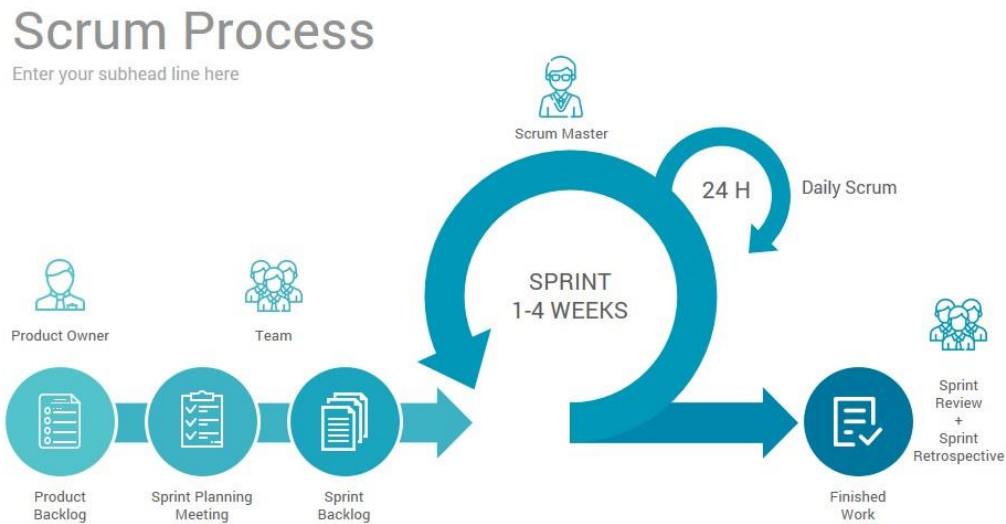 Scrum Process
Enter your subhead line here
Scrum Master
24 H
Daily Scrum
SPRINT
1-4 WEEKS
Product Owner
Team
Product
Backlog
Sprint Planning
Meeting
Sprint
Backlog
Finished
Work
Sprint
Review
+
Sprint
Retrospective